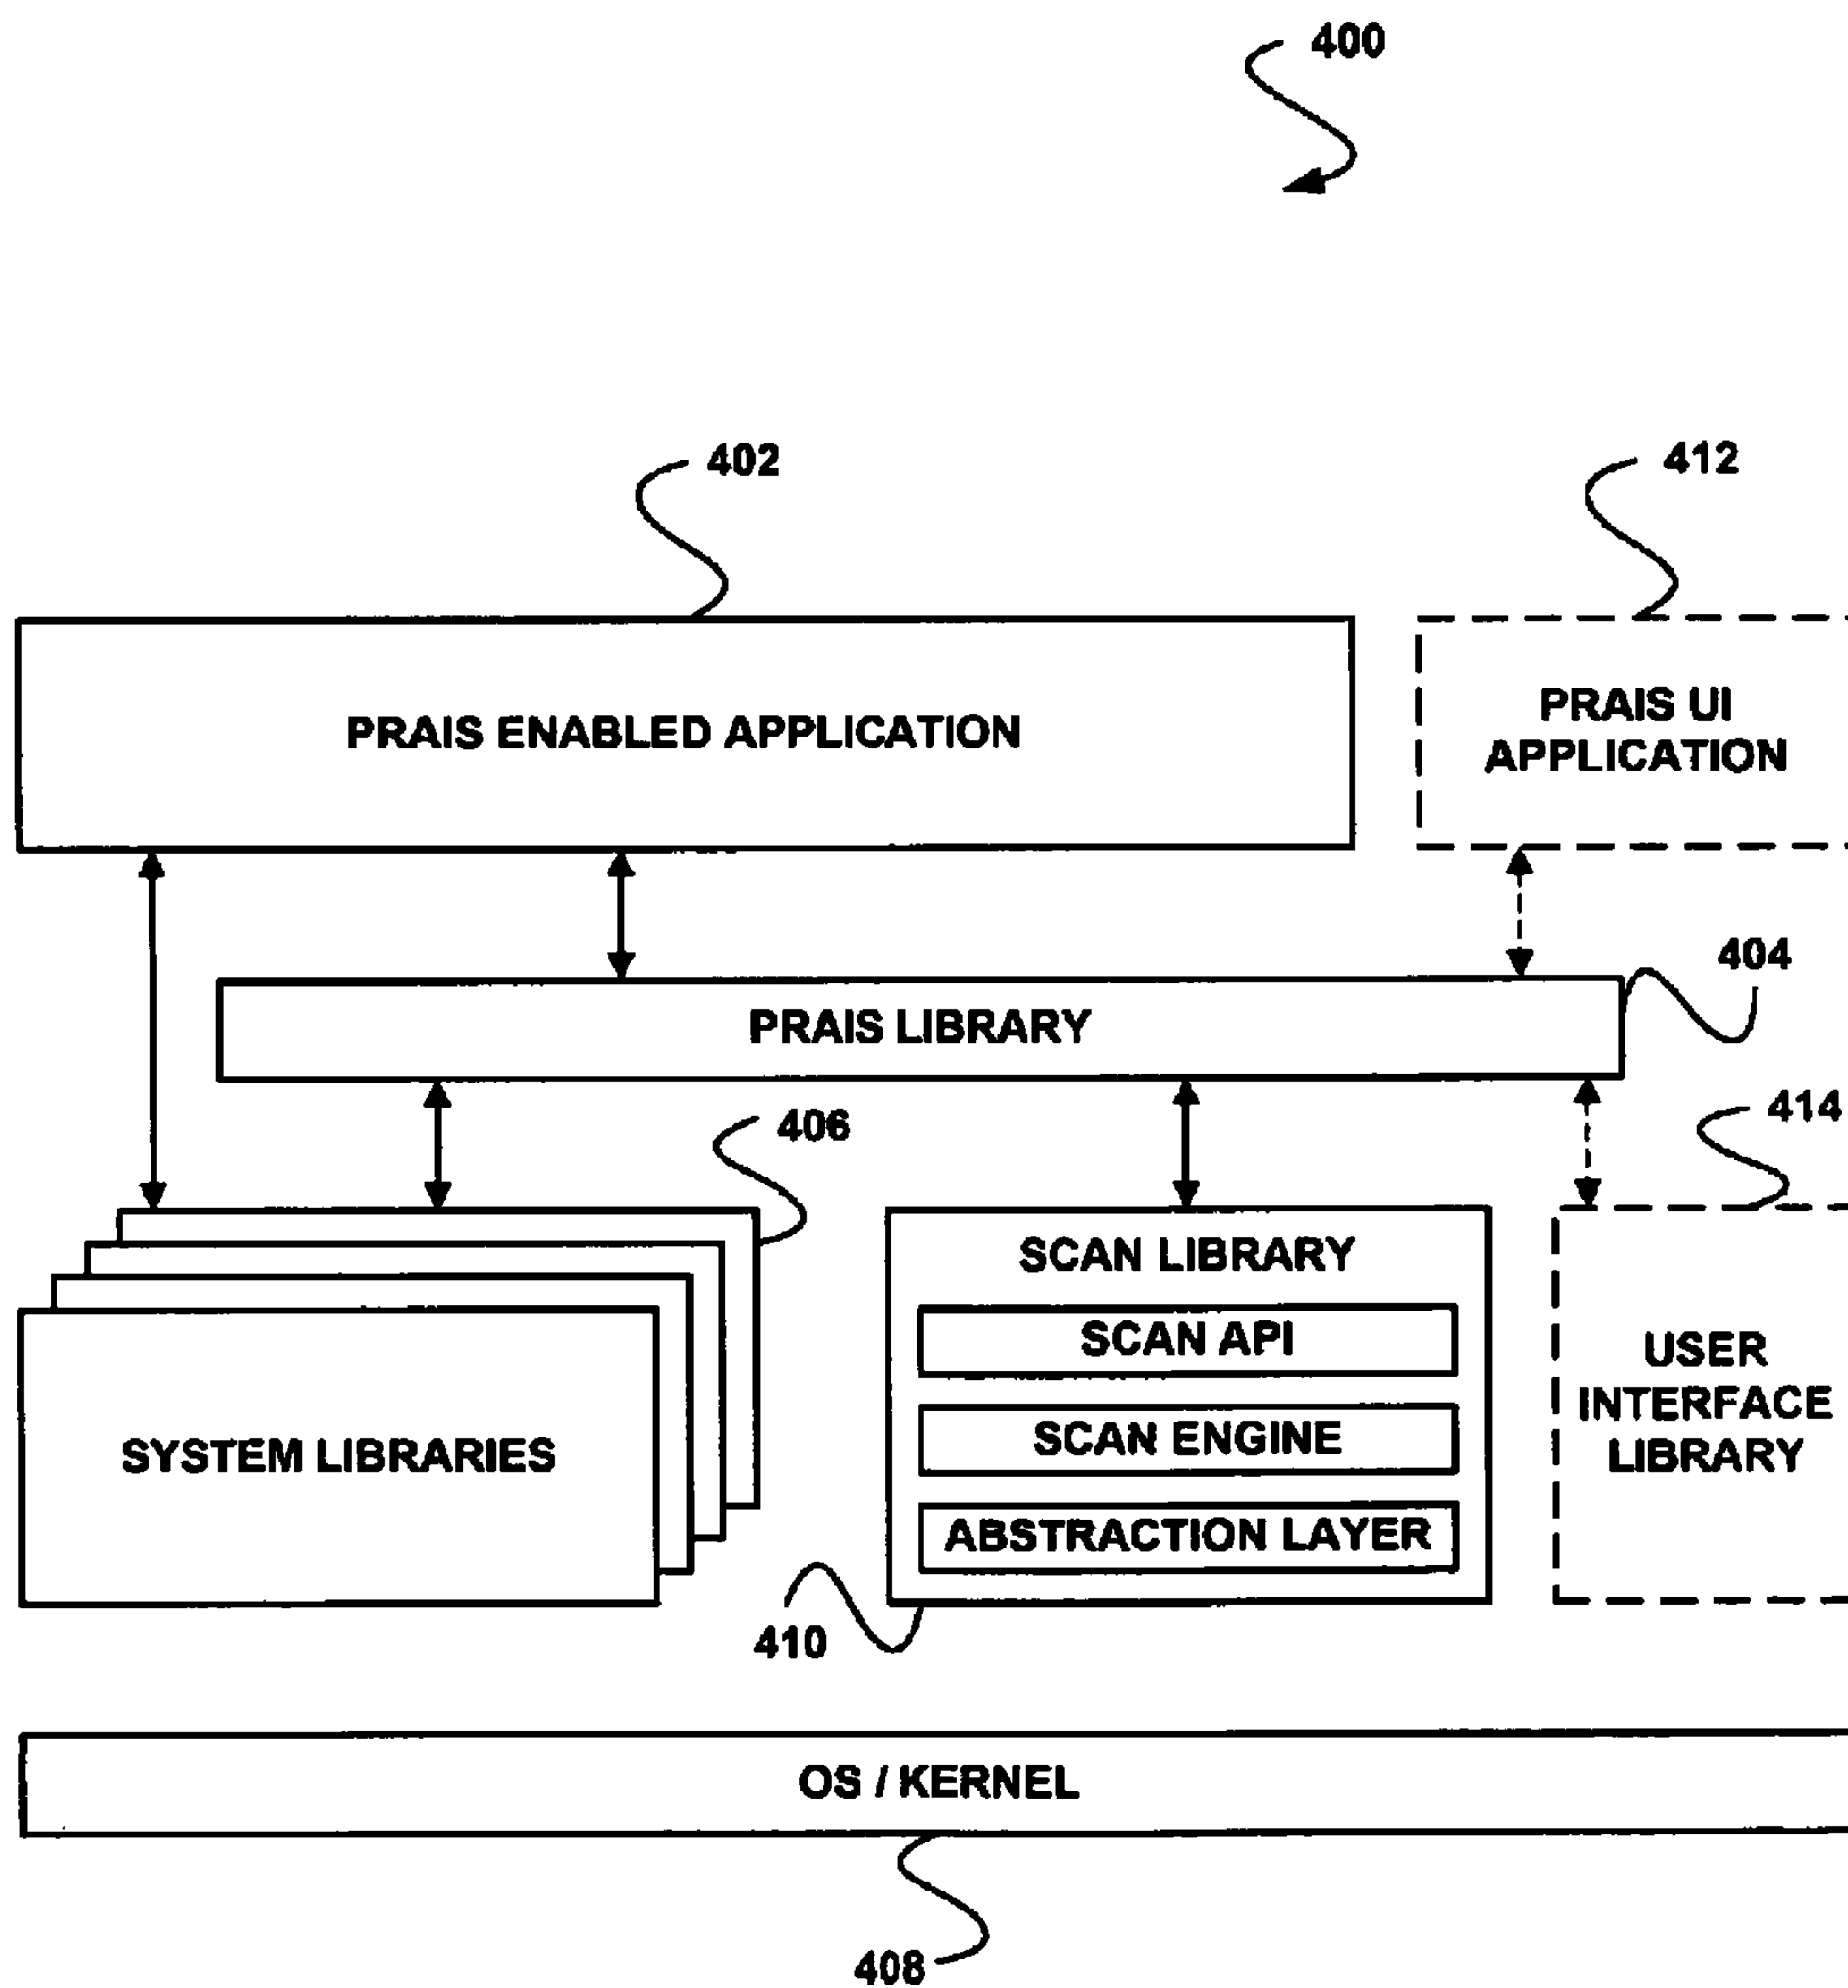 400
402
412
PRAIS ENABLED APPLICATION
PRAIS UI
APPLICATION
404
PRAIS LIBRARY
406
414
SCAN LIBRARY
SCAN API
SCAN ENGINE
ABSTRACTION LAYER
SYSTEM LIBRARIES
USER
INTERFACE
LIBRARY
410
OS / KERNEL
408